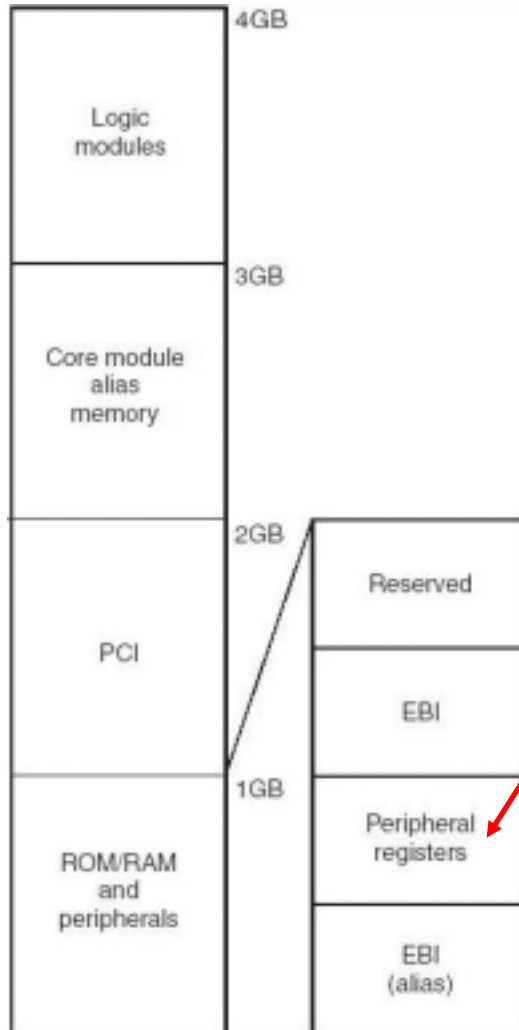 4GB
Logic
modules
3GB
Core module
alias
memory
2GB
Reserved
PCI
EBI
1GB
Peripheral
registers
ROM/RAM
and
peripherals
EBI
(alias)